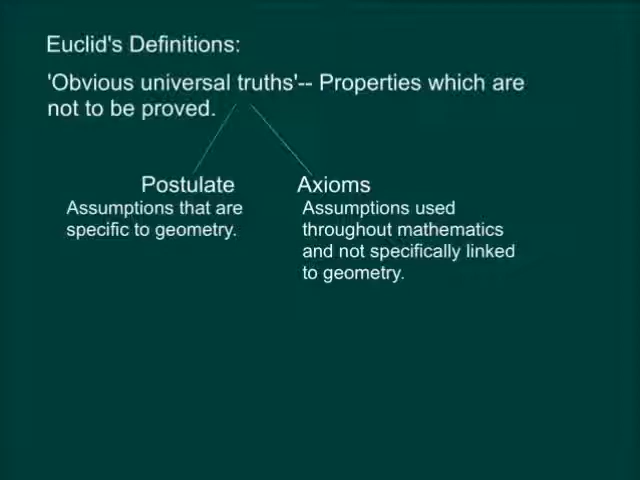 Euclid's Definitions:
'Obvious universal truths'-- Properties which are
not to be proved.
Postulate
Assumptions that are
specific to geometry.
Axioms
Assumptions used
throughout mathematics
and not specifically linked
to geometry.